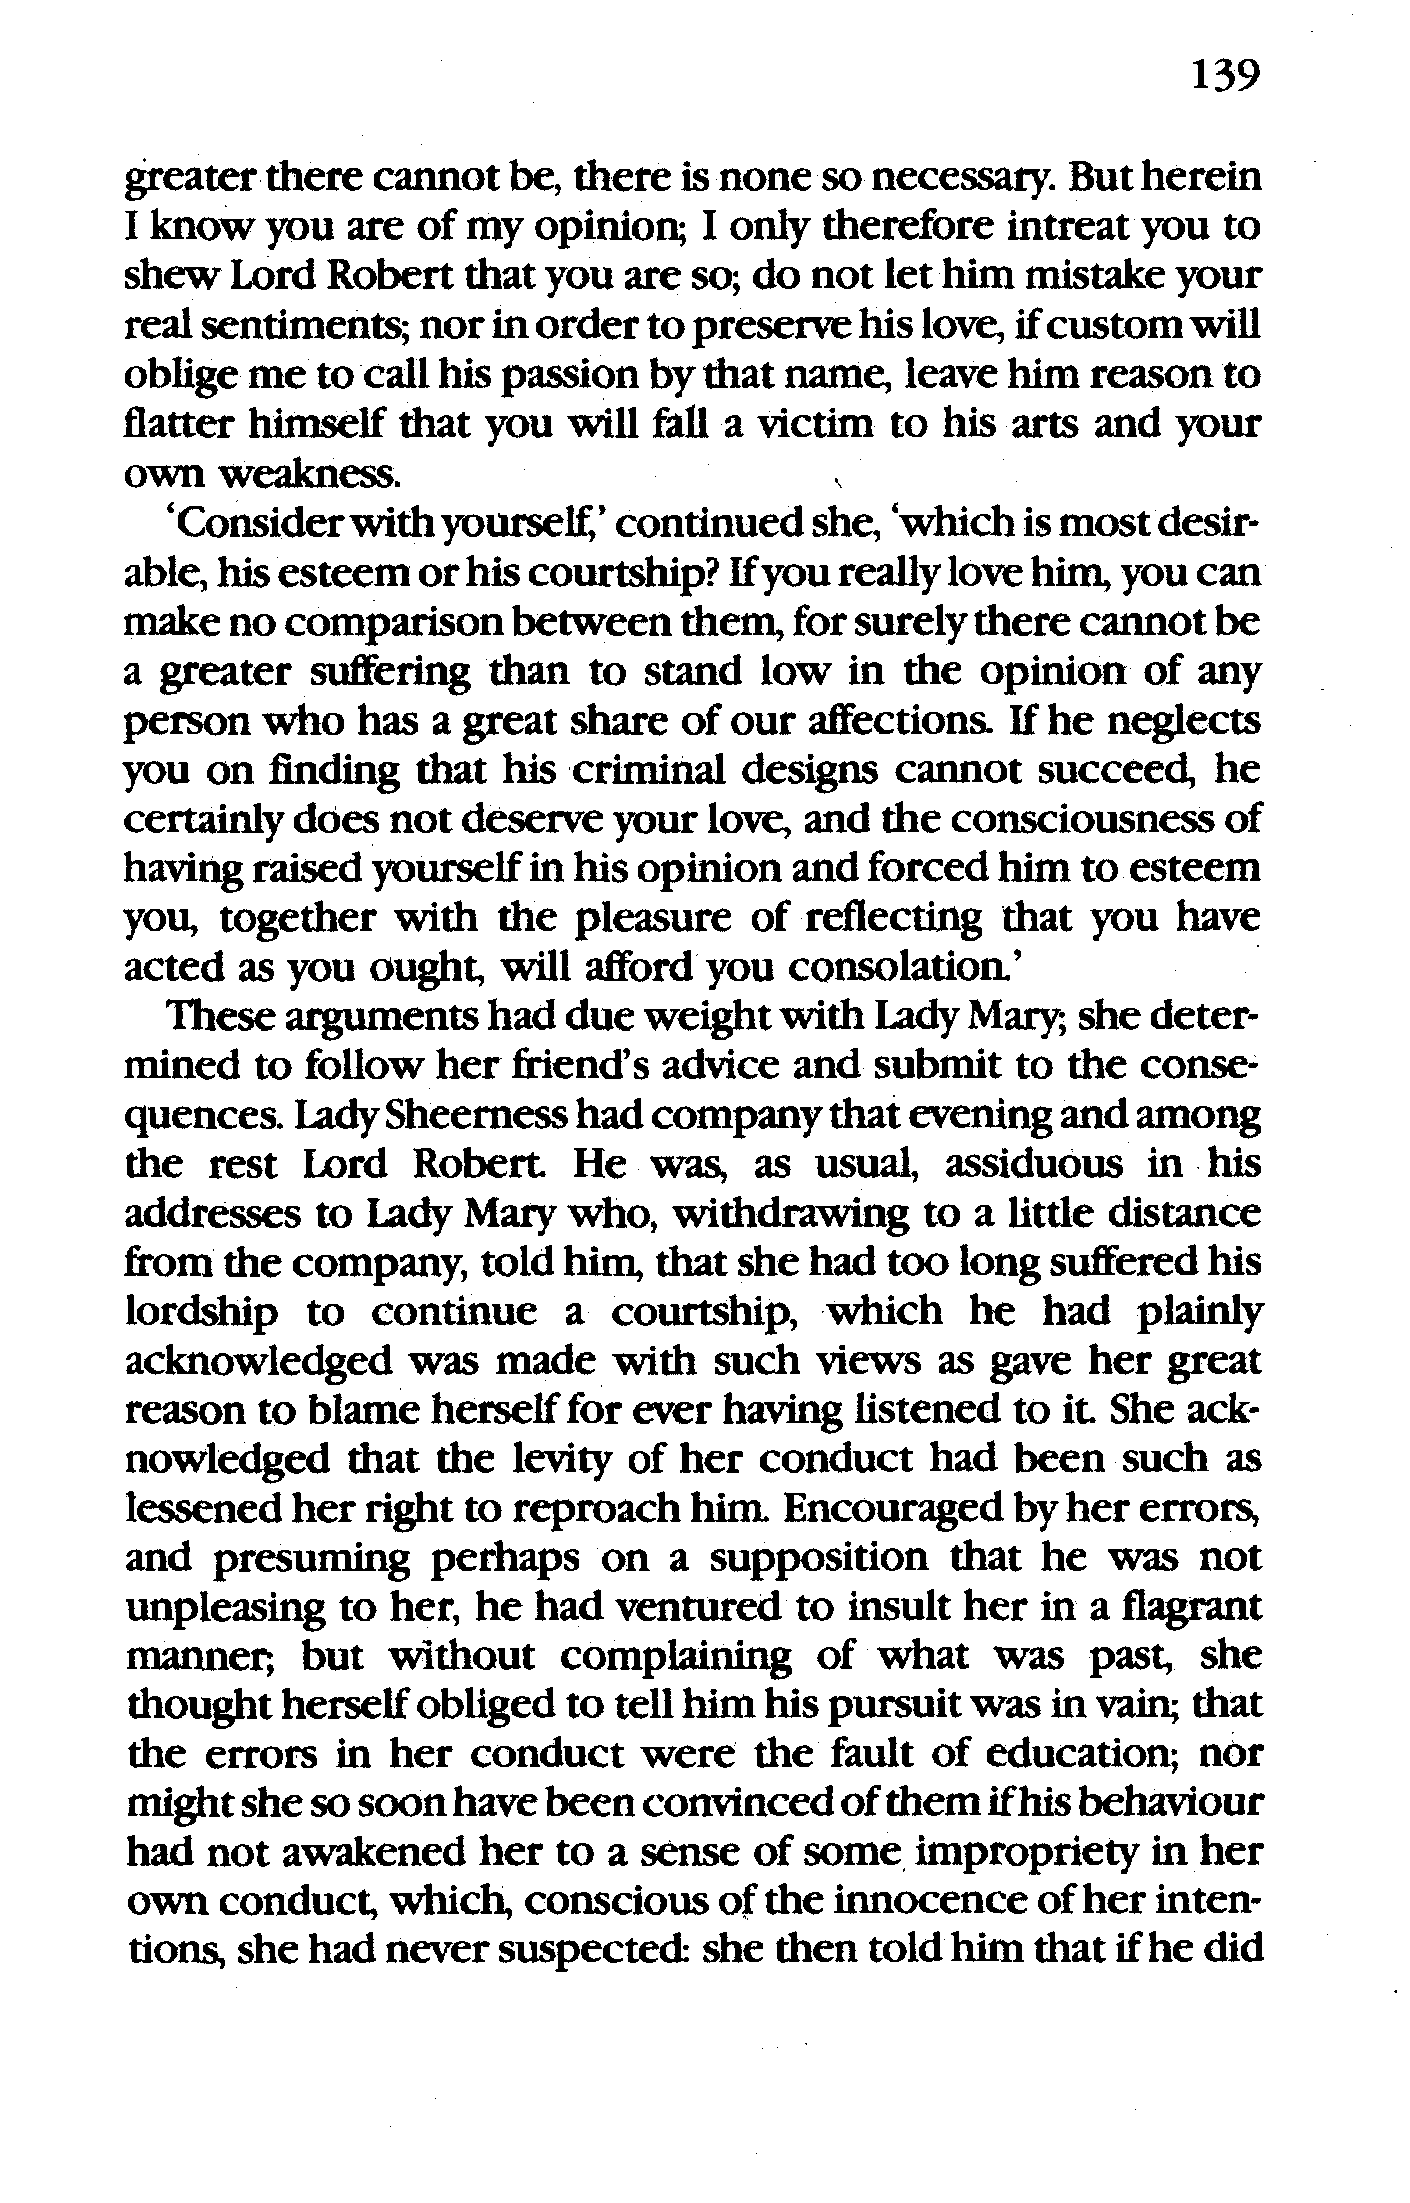 139
greater there cannot be, there is none so necessary. But herein
I know you are of my opinion; I only therefore intreat you to
shew Lord Robert that you are so; do not let him mistake your
real sentiments; nor in order to preserve his love, if custom will
oblige me to call his passion by that name, leave him reason to
flatter himself that you will fall a victim to his arts and your
own weakness.
'Consider with yourself,' continued she, 'which is most desir-
able, his esteem or his courtship? If you really love him, you can
make no comparison between them, for surely there cannot be
a greater suffering than to stand low in the opinion of any
person who has a great share of our affections. If he neglects
you on finding that his criminal designs cannot succeed, he
certainly does not deserve your love, and the consciousness of
having raised yourself in his opinion and forced him to esteem
you, together with the pleasure of reflecting that you have
acted as you ought, will afford you consolation.'
These arguments had due weight with Lady Mary; she deter-
mined to follow her friend's advice and submit to the conse-
quences. Lady Sheerness had company that evening and among
the rest Lord Robert. He was, as usual, assiduous in his
addresses to Lady Mary who, withdrawing to a little distance
from the company, told him, that she had too long suffered his
lordship to continue a courtship, which he had plainly
acknowledged was made with such views as gave her great
reason to blame herself for ever having listened to it. She ack-
nowledged that the levity of her conduct had been such as
lessened her right to reproach him. Encouraged by her errors,
and presuming perhaps on a supposition that he was not
unpleasing to her, he had ventured to insult her in a flagrant
manner; but without complaining of what was past, she
thought herself obliged to tell him his pursuit was in vain; that
the errors in her conduct were the fault of education; nor
might she so soon have been convinced of them if his behaviour
had not awakened her to a sense of some impropriety in her
own conduct, which, conscious of the innocence of her inten-
tions, she had never suspected: she then told him that if he did